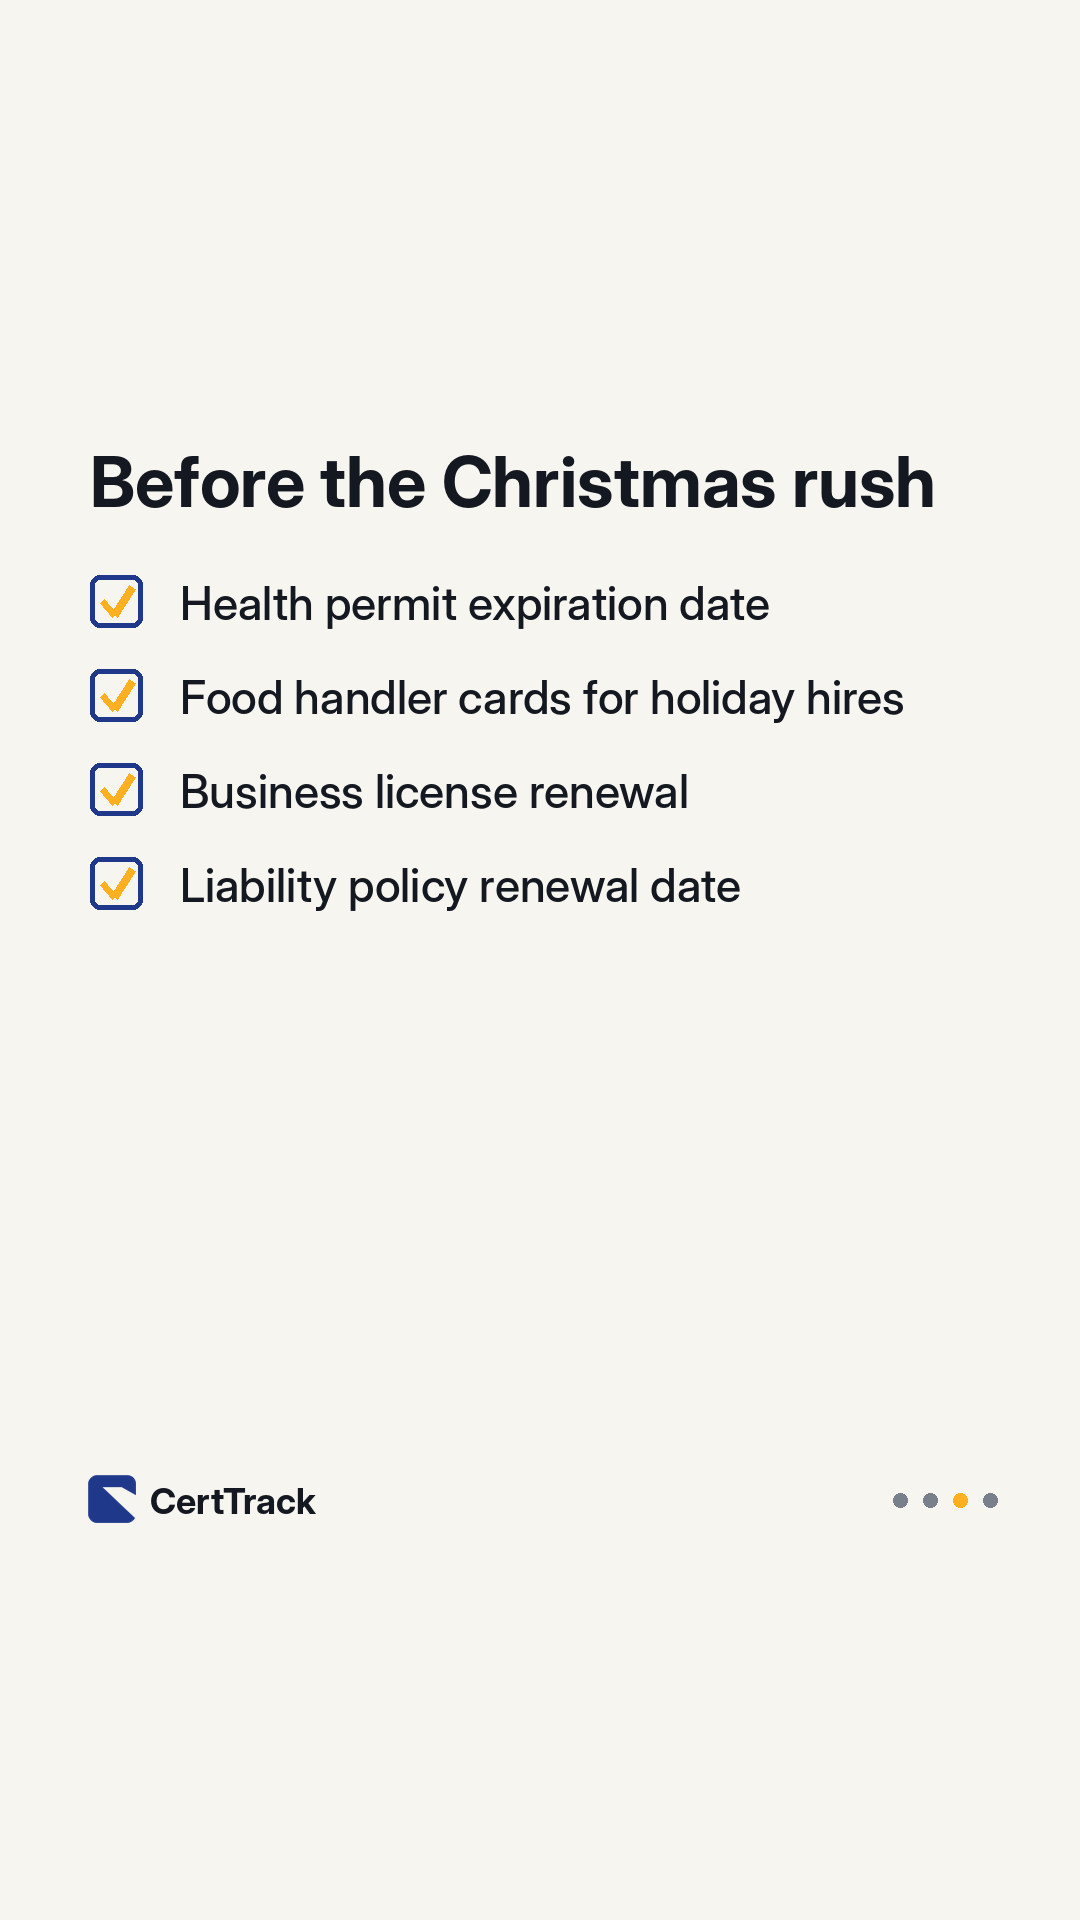 Before the Christmas rush
Health permit expiration date
Food handler cards for holiday hires
Business license renewal
Liability policy renewal date
CertTrack